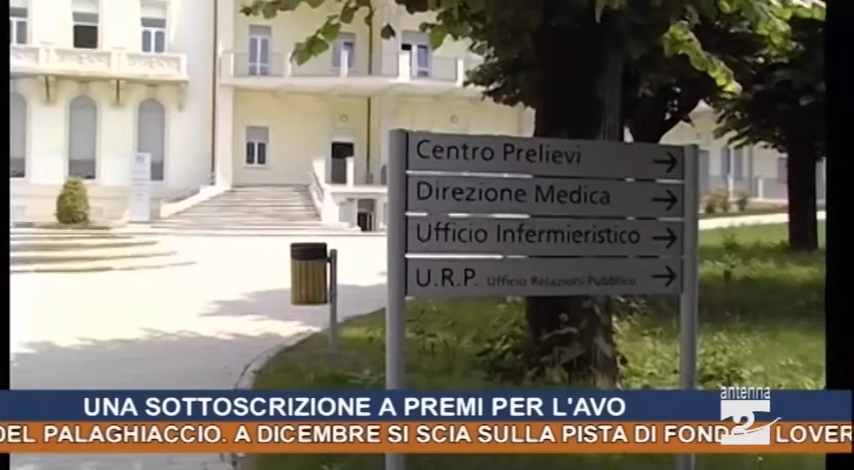 Centro Prelievi →
Direzione Medica →
Ufficio Infermieristico →
U.R.P. Ufficio Relazioni Pubblico →
UNA SOTTOSCRIZIONE A PREMI PER L'AVO
antenna
2
DEL PALAGHIACCIO. A DICEMBRE SI SCIA SULLA PISTA DI FONDO LOVER